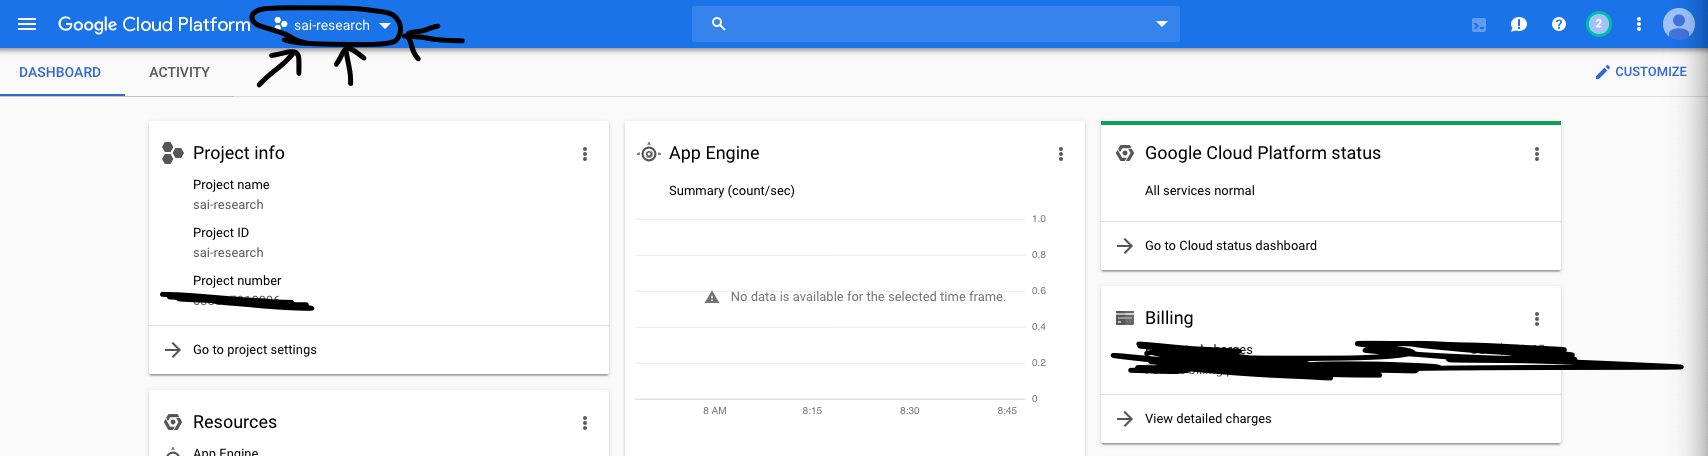 Google Cloud Platform sai-research
2
DASHBOARD ACTIVITY
CUSTOMIZE
Project info
Project name
sai-research
Project ID
sai-research
Project number
Go to project settings
Resources
App Engine
App Engine
Summary (count/sec)
1.0
0.8
0.6
No data is available for the selected time frame.
0.4
0.2
0
8 AM 8:15 8:30 8:45
Google Cloud Platform status
All services normal
Go to Cloud status dashboard
Billing
View detailed charges